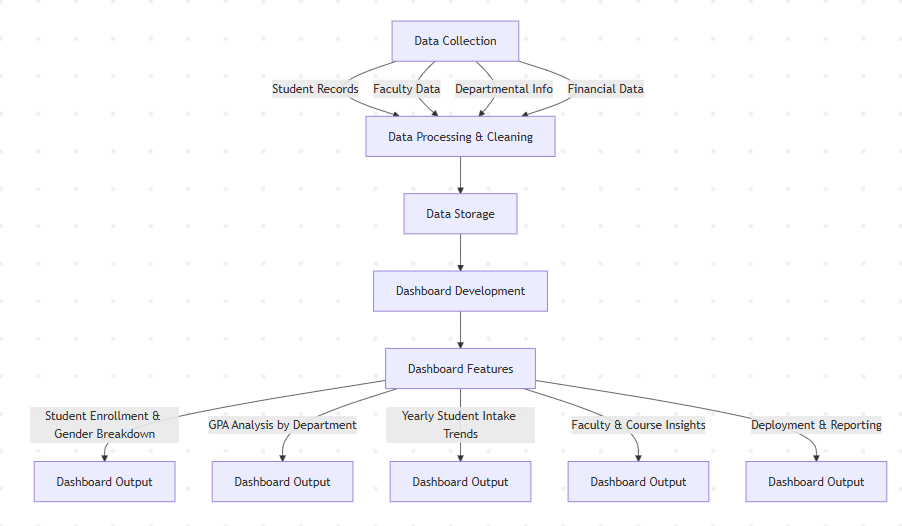 Data Collection
Student Records
Faculty Data
Departmental Info
Financial Data
Data Processing & Cleaning
Data Storage
Dashboard Development
Dashboard Features
Student Enrollment &
Gender Breakdown
GPA Analysis by Department
Yearly Student Intake
Trends
Faculty & Course Insights
Deployment & Reporting
Dashboard Output
Dashboard Output
Dashboard Output
Dashboard Output
Dashboard Output